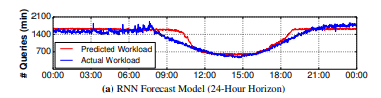 # Queries (min)
2100
1400
700
Predicted Workload
Actual Workload
00:00 03:00 06:00 09:00 12:00 15:00 18:00 21:00 00:00
(a) RNN Forecast Model (24-Hour Horizon)